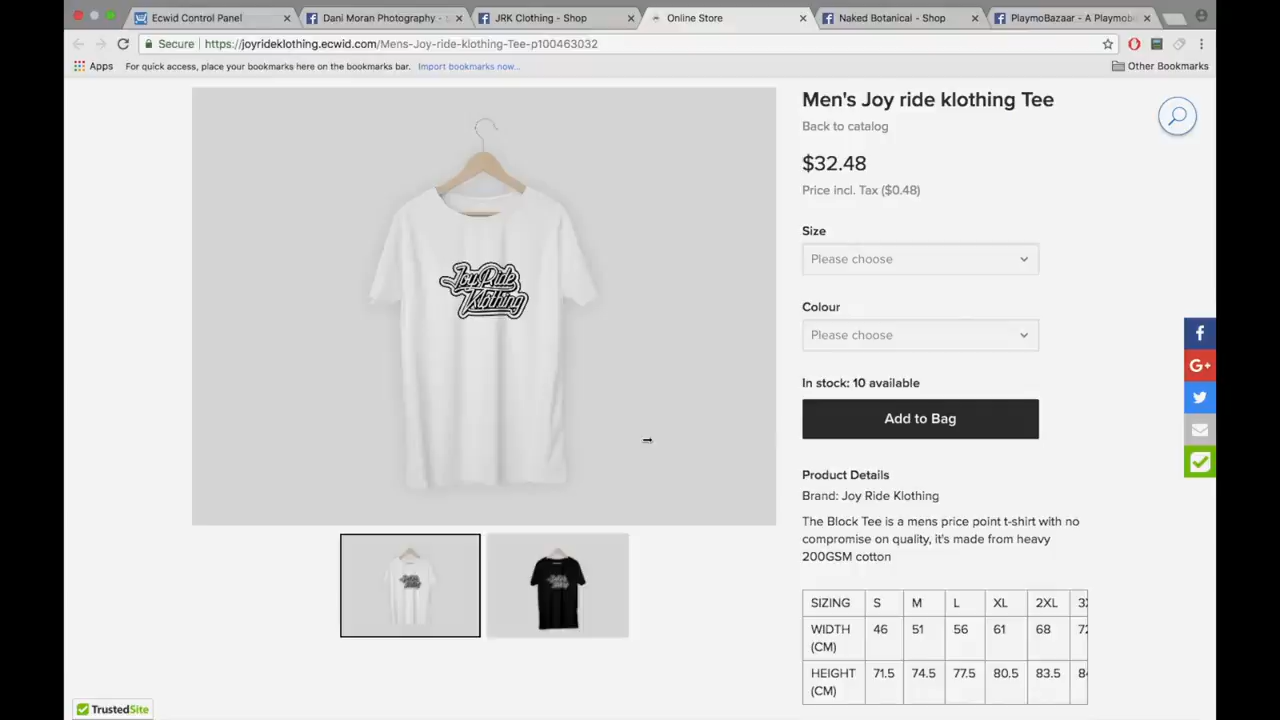 Ecwid Control Panel
Dani Moran Photography -
JRK Clothing - Shop
Online Store
Naked Botanical - Shop
PlaymoBazaar - A Playmob
Secure
https://joyrideklothing.ecwid.com/Mens-Joy-ride-klothing-Tee-p100463032
Apps
For quick access, place your bookmarks here on the bookmarks bar.
Import bookmarks now...
Other Bookmarks
Men's Joy ride klothing Tee
Back to catalog
$32.48
Price incl. Tax ($0.48)
Size
Please choose
Colour
Please choose
In stock: 10 available
Add to Bag
Joy Ride
Klothing
Product Details
Brand: Joy Ride Klothing
The Block Tee is a mens price point t-shirt with no
compromise on quality, it's made from heavy
200GSM cotton
SIZING S M L XL 2XL
WIDTH 46 51 56 61 68 72
(CM)
HEIGHT 71.5 74.5 77.5 80.5 83.5
(CM)
TrustedSite